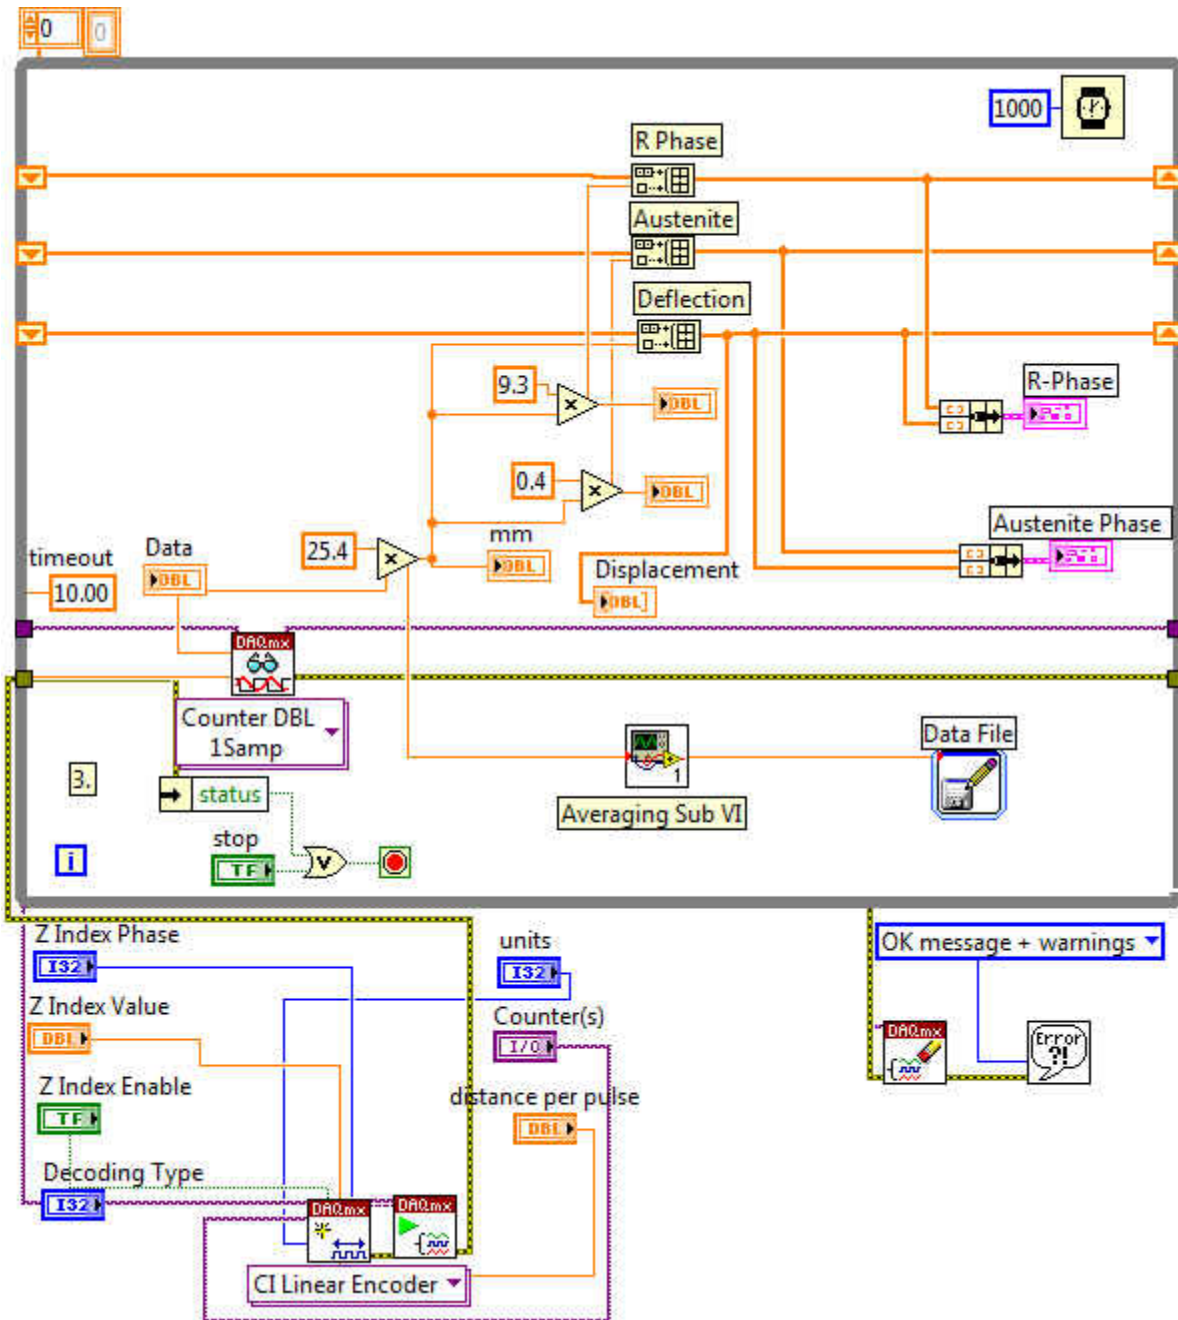 0
0
1000
R Phase
Austenite
Deflection
9.3
DBL
R-Phase
0.4
DBL
Austenite Phase
25.4
mm
DBL
timeout
10.00
Data
DBL
Displacement
DBL]
DAQmx
Counter DBL
1Samp
3.
status
stop
TF
V
i
1
Averaging Sub VI
Data File
Z Index Phase
I32
units
I32
OK message + warnings
Z Index Value
DBL
Counter(s)
I/O
DAQmx
Error
?!
Z Index Enable
TF
distance per pulse
DBL
Decoding Type
I32
DAQmx
DAQmx
CI Linear Encoder